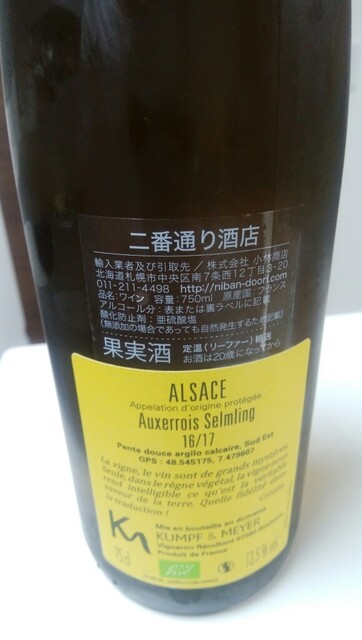 二番通り酒店
輸入業者及び引取先／株式会社 小林商店
北海道札幌市中央区南7条西12丁目3-20
011-211-4498 http://niban-doori.com/
品名:ワイン 容量:750ml 原産国:フランス
アルコール分:表または裏ラベルに記載
酸化防止剤:亜硫酸塩
(無添加の場合であっても自然発生するため記載)
果実酒 定温(リーファー)輸送
お酒は20歳になってから
ALSACE
Appelation d'origine protégée
Auxerrois Selmling
16/17
Pente douce argilo calcaire, Sud Est
GPS : 48.545175, 7.479807
La vigne, le vin sont de grands mystères.
Seule, dans le règne végétal, la vigne nous
rend intelligible ce qu'est la véritable
saveur de la terre. Quelle fidélité dans
la traduction ! Colette
Mis en bouteille au domaine
KUMPF & MEYER
Vigneron Récoltant 67560
Produit de France
75cl
13,5% vol.